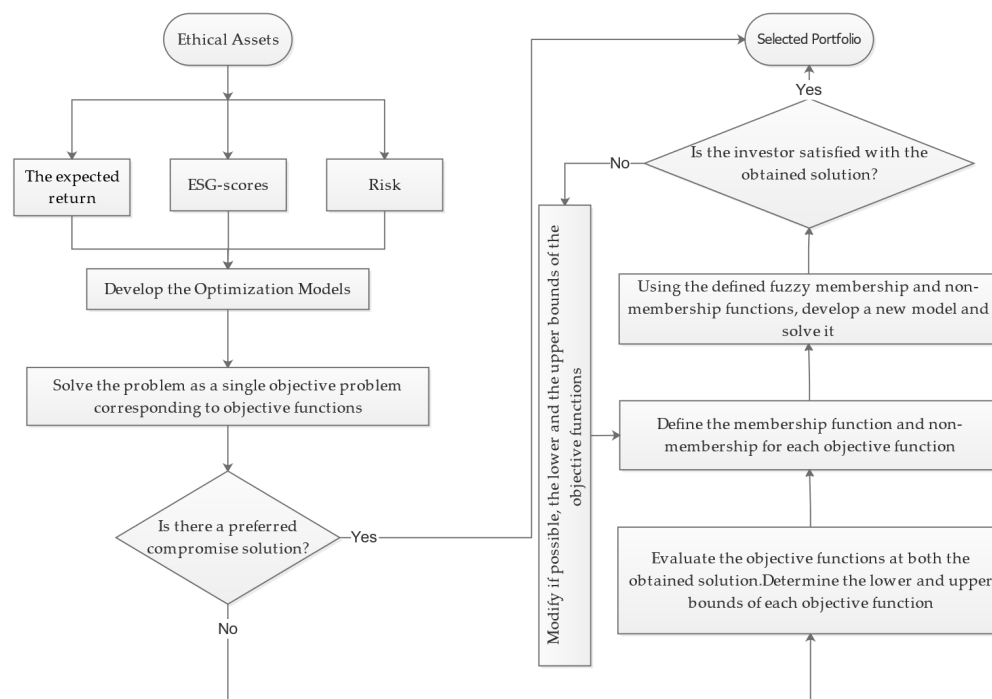 Ethical Assets
The expected
return
ESG-scores
Risk
Develop the Optimization Models
Solve the problem as a single objective problem
corresponding to objective functions
Is there a preferred
compromise solution?
Yes
No
Selected Portfolio
Yes
Is the investor satisfied with the
obtained solution?
No
Modify if possible, the lower and the upper bounds of the
objective functions
Using the defined fuzzy membership and non-
membership functions, develop a new model and
solve it
Define the membership function and non-
membership for each objective function
Evaluate the objective functions at both the
obtained solution.Determine the lower and upper
bounds of each objective function